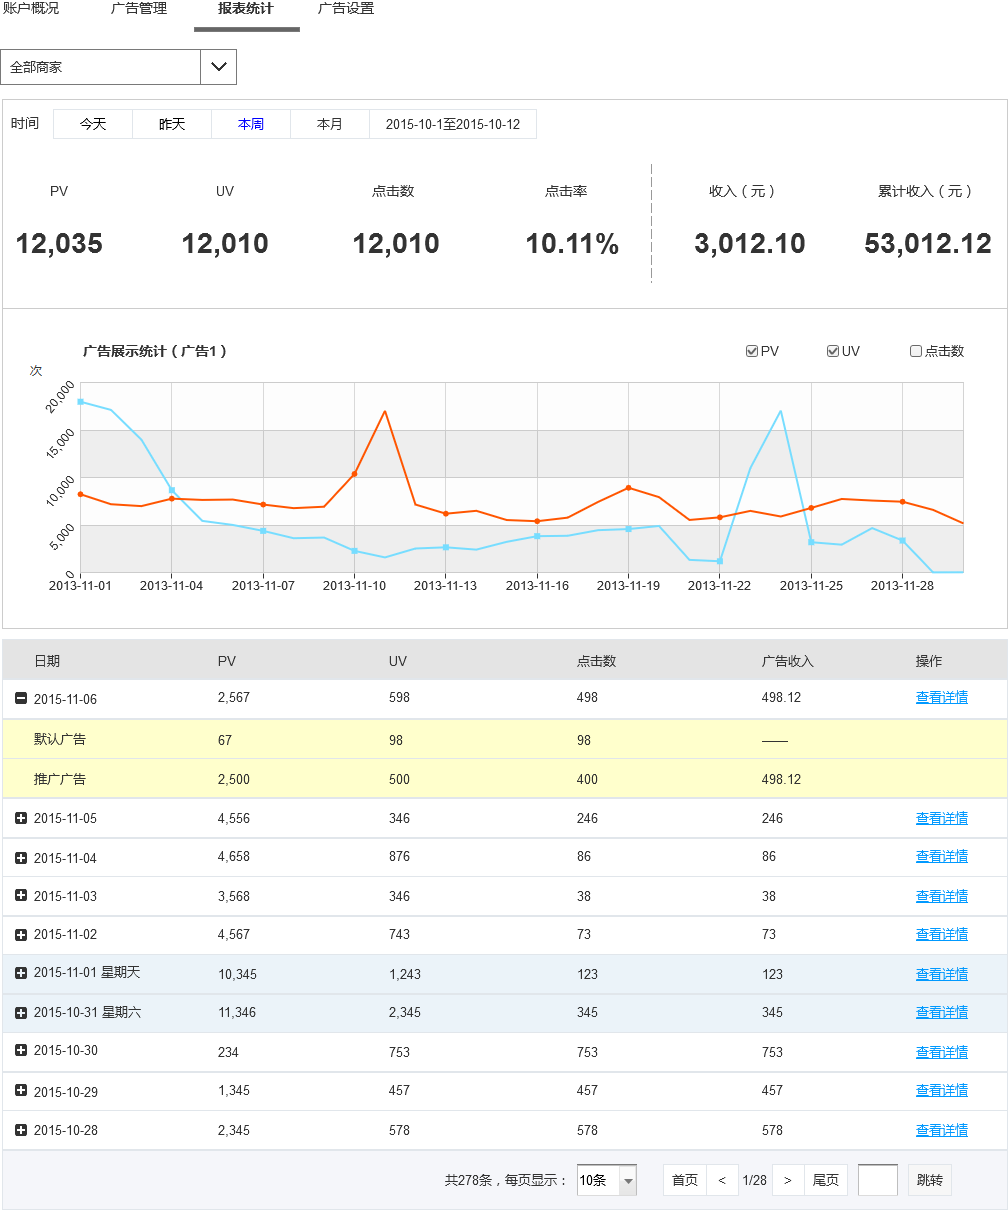 账户概况 广告管理 报表统计 广告设置
全部商家
时间 今天 昨天 本周 本月 2015-10-1至2015-10-12
PV UV 点击数 点击率 收入（元） 累计收入（元）
12,035 12,010 12,010 10.11% 3,012.10 53,012.12
广告展示统计（广告1） PV UV 点击数
次
20,000
15,000
10,000
5,000
0
2013-11-01 2013-11-04 2013-11-07 2013-11-10 2013-11-13 2013-11-16 2013-11-19 2013-11-22 2013-11-25 2013-11-28
日期 PV UV 点击数 广告收入 操作
2015-11-06 2,567 598 498 498.12 查看详情
默认广告 67 98 98 ——
推广广告 2,500 500 400 498.12
2015-11-05 4,556 346 246 246 查看详情
2015-11-04 4,658 876 86 86 查看详情
2015-11-03 3,568 346 38 38 查看详情
2015-11-02 4,567 743 73 73 查看详情
2015-11-01 星期天 10,345 1,243 123 123 查看详情
2015-10-31 星期六 11,346 2,345 345 345 查看详情
2015-10-30 234 753 753 753 查看详情
2015-10-29 1,345 457 457 457 查看详情
2015-10-28 2,345 578 578 578 查看详情
共278条，每页显示： 10条 首页 < 1/28 > 尾页 跳转